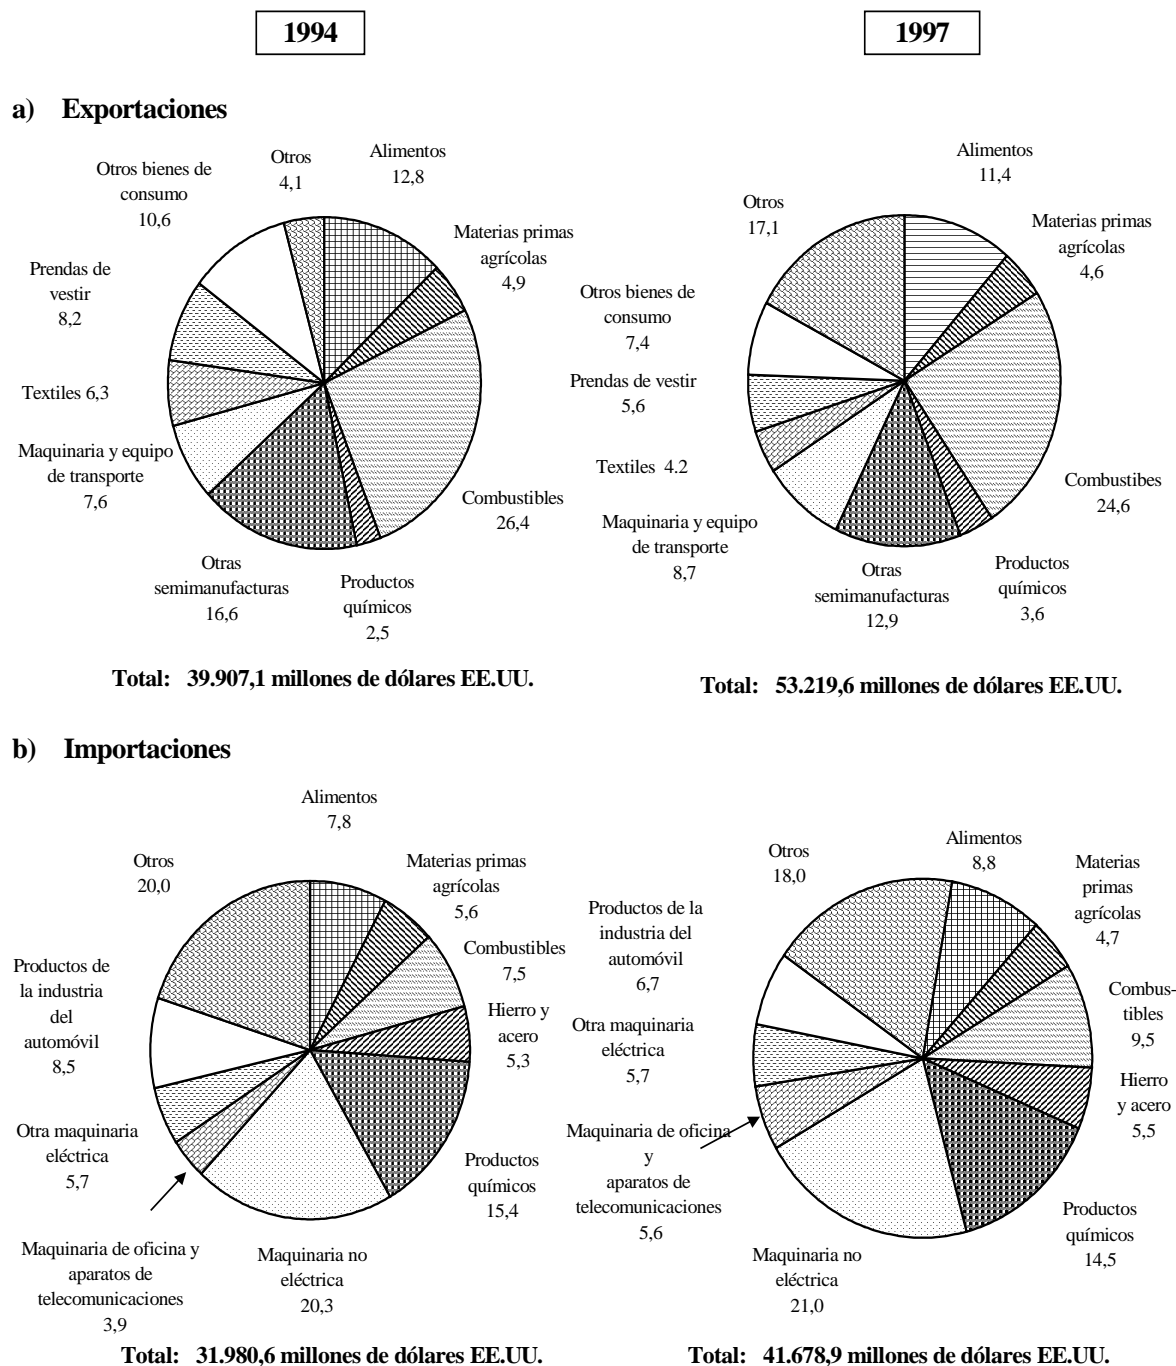 1994
1997
a) Exportaciones
Otros
4,1
Alimentos
12,8
Otros bienes de
consumo
10,6
Materias primas
agrícolas
4,9
Prendas de
vestir
8,2
Textiles 6,3
Maquinaria y equipo
de transporte
7,6
Combustibles
26,4
Otras
semimanufacturas
16,6
Productos
químicos
2,5
Total: 39.907,1 millones de dólares EE.UU.
Alimentos
11,4
Otros
17,1
Materias primas
agrícolas
4,6
Otros bienes de
consumo
7,4
Prendas de vestir
5,6
Textiles 4.2
Combustibes
24,6
Maquinaria y equipo
de transporte
8,7
Otras
semimanufacturas
12,9
Productos
químicos
3,6
Total: 53.219,6 millones de dólares EE.UU.
b) Importaciones
Alimentos
7,8
Otros
20,0
Materias primas
agrícolas
5,6
Combustibles
7,5
Productos de
la industria
del
automóvil
8,5
Hierro y
acero
5,3
Otra maquinaria
eléctrica
5,7
Productos
químicos
15,4
Maquinaria de oficina y
aparatos de
telecomunicaciones
3,9
Maquinaria no
eléctrica
20,3
Total: 31.980,6 millones de dólares EE.UU.
Alimentos
8,8
Otros
18,0
Materias
primas
agrícolas
4,7
Productos de la
industria del
automóvil
6,7
Combus-
tibles
9,5
Otra maquinaria
eléctrica
5,7
Hierro
y acero
5,5
Maquinaria de oficina
y
aparatos de
telecomunicaciones
5,6
Productos
químicos
14,5
Maquinaria no
eléctrica
21,0
Total: 41.678,9 millones de dólares EE.UU.